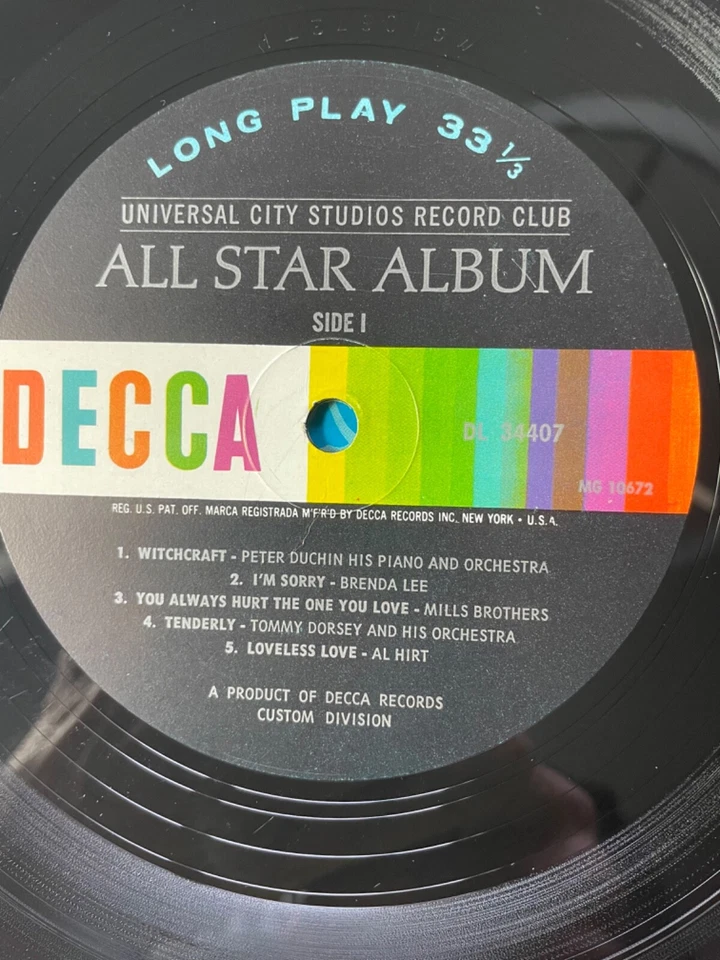 LONG PLAY 33 1/3
UNIVERSAL CITY STUDIOS RECORD CLUB
ALL STAR ALBUM
SIDE I
DECCA
DL 34407
MG 10672
REG. U.S. PAT. OFF. MARCA REGISTRADA M'F'R'D BY DECCA RECORDS INC., NEW YORK • U.S.A.
1. WITCHCRAFT - PETER DUCHIN HIS PIANO AND ORCHESTRA
2. I'M SORRY - BRENDA LEE
3. YOU ALWAYS HURT THE ONE YOU LOVE - MILLS BROTHERS
4. TENDERLY - TOMMY DORSEY AND HIS ORCHESTRA
5. LOVELESS LOVE - AL HIRT
A PRODUCT OF DECCA RECORDS
CUSTOM DIVISION